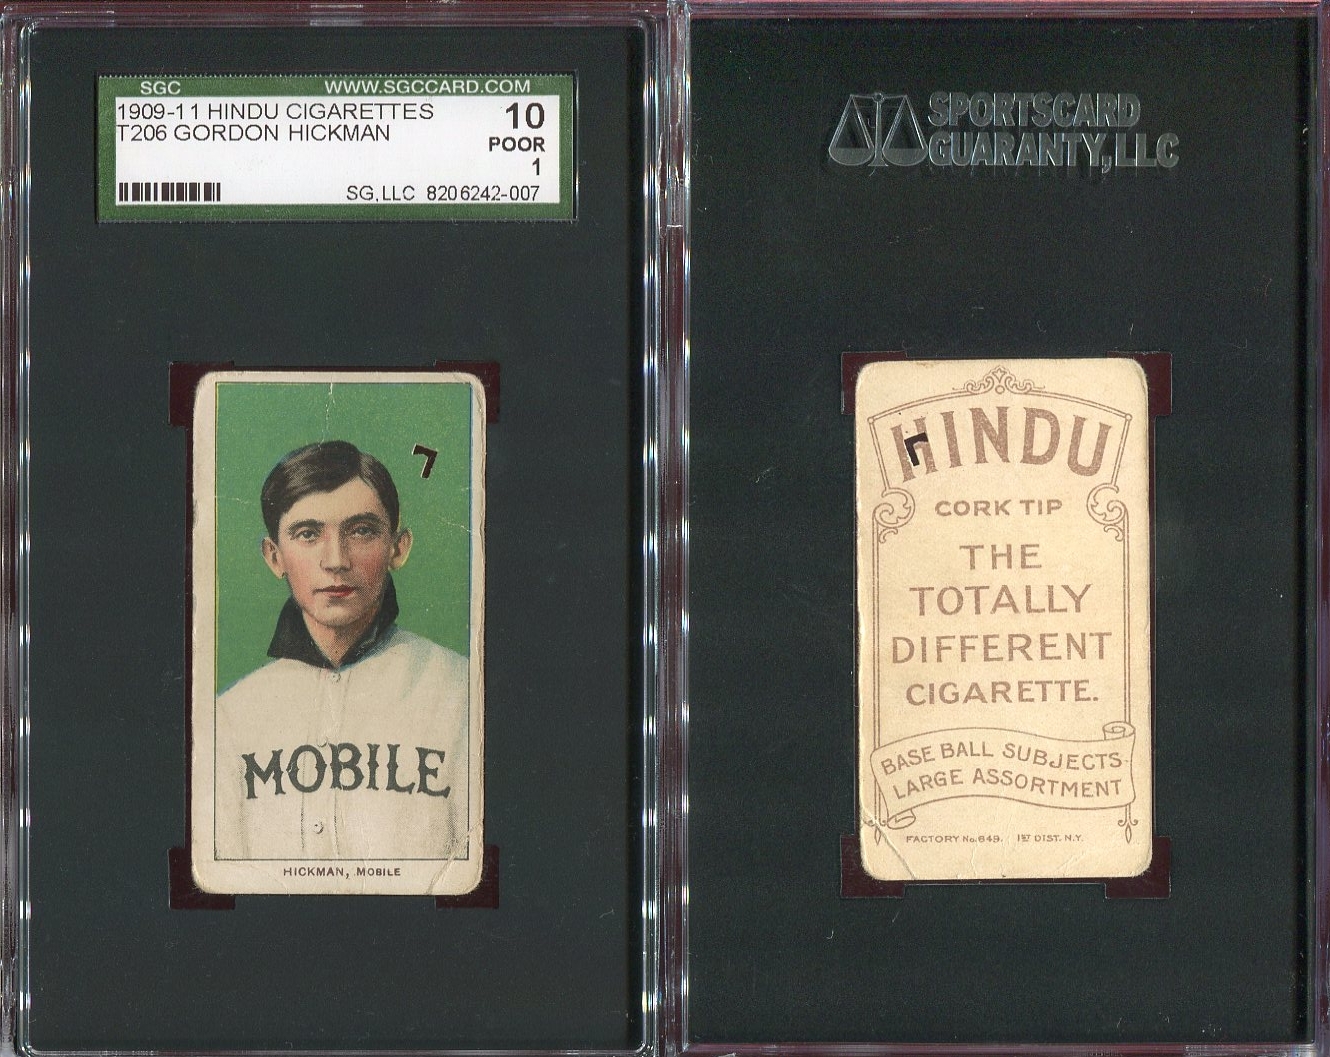 SGC WWW.SGCCARD.COM
1909-11 HINDU CIGARETTES 10
T206 GORDON HICKMAN POOR
1
SG,LLC 8206242-007
7
MOBILE
HICKMAN, MOBILE
SPORTSCARD
GUARANTY, LLC
HINDU
CORK TIP
THE
TOTALLY
DIFFERENT
CIGARETTE.
BASE BALL SUBJECTS
LARGE ASSORTMENT
FACTORY No. 649. 1ST DIST. N.Y.